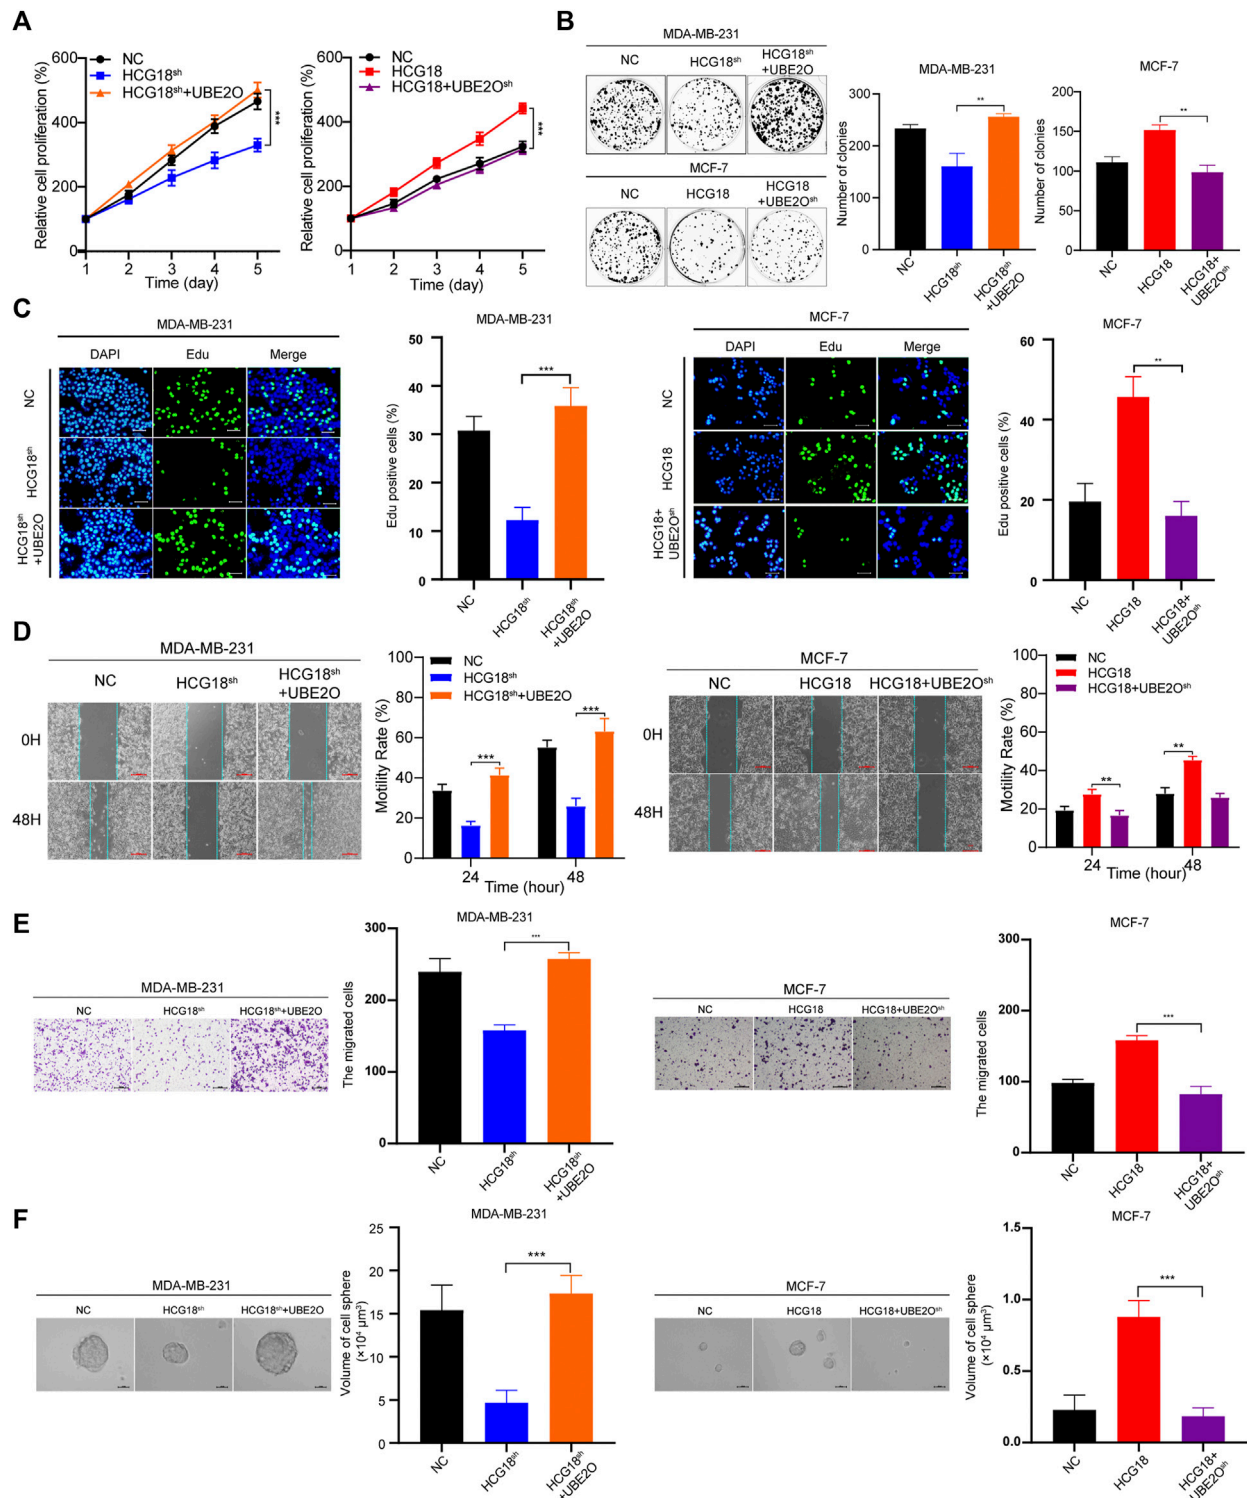 A
600
400
200
0
Relative cell proliferation (%)
NC
HCG18sh
HCG18sh+UBE2O
***
1 2 3 4 5
Time (day)
600
400
200
0
Relative cell proliferation (%)
NC
HCG18
HCG18+UBE2Osh
***
1 2 3 4 5
Time (day)
B
MDA-MB-231
NC HCG18sh HCG18sh
+UBE2O
MCF-7
NC HCG18 HCG18
+UBE2Osh
MDA-MB-231
300
200
100
0
Number of clonies
**
NC
HCG18sh
HCG18sh
+UBE2O
MCF-7
200
150
100
50
0
Number of clonies
**
NC
HCG18
HCG18+
UBE2Osh
C
MDA-MB-231
DAPI Edu Merge
NC
HCG18sh
HCG18sh
+UBE2O
MDA-MB-231
50
40
30
20
10
0
Edu positive cells (%)
***
NC
HCG18sh
HCG18sh
+UBE2O
MCF-7
DAPI Edu Merge
NC
HCG18
HCG18+
UBE2Osh
MCF-7
60
40
20
0
Edu positive cells (%)
**
NC
HCG18
HCG18+
UBE2Osh
D
MDA-MB-231
NC HCG18sh HCG18sh
+UBE2O
0H
48H
100
80
60
40
20
0
Motility Rate (%)
NC
HCG18sh
HCG18sh+UBE2O
***
***
24 48
Time (hour)
MCF-7
NC HCG18 HCG18+UBE2Osh
0H
48H
100
80
60
40
20
0
Motility Rate (%)
NC
HCG18
HCG18+UBE2Osh
**
**
24 48
Time (hour)
E
MDA-MB-231
NC HCG18sh HCG18sh+UBE2O
MDA-MB-231
300
200
100
0
The migrated cells
***
NC
HCG18sh
HCG18sh
+UBE2O
MCF-7
NC HCG18 HCG18+UBE2Osh
MCF-7
300
200
100
0
The migrated cells
***
NC
HCG18
HCG18+
UBE2Osh
F
MDA-MB-231
NC HCG18sh HCG18sh+UBE2O
MDA-MB-231
25
20
15
10
5
0
Volume of cell sphere
(×10⁴ μm³)
***
NC
HCG18sh
HCG18sh
+UBE2O
MCF-7
NC HCG18 HCG18+UBE2Osh
MCF-7
1.5
1.0
0.5
0.0
Volume of cell sphere
(×10⁴ μm³)
***
NC
HCG18
HCG18+
UBE2Osh